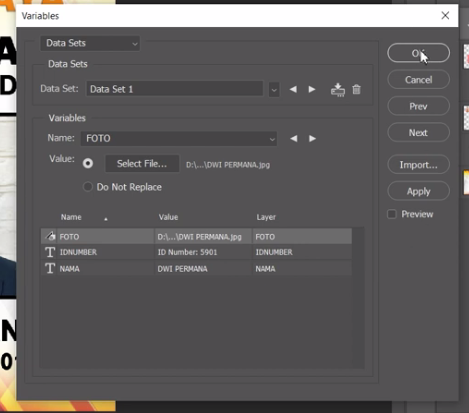 Variables
Data Sets
OK
Data Sets
Cancel
Data Set: Data Set 1
Prev
Variables
Next
Name: FOTO
Value: Select File... D:\...\DWI PERMANA.jpg
Import...
Do Not Replace
Apply
Preview
Name Value Layer
FOTO D:\...\DWI PERMANA.jpg FOTO
IDNUMBER ID Number: 5901 IDNUMBER
NAMA DWI PERMANA NAMA